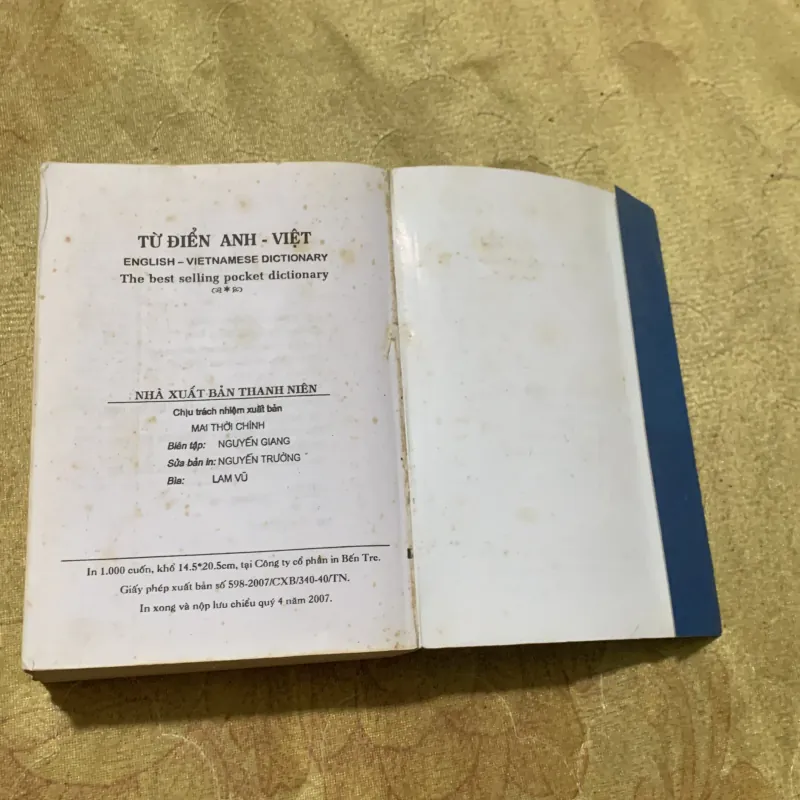 TỪ ĐIỂN ANH - VIỆT
ENGLISH – VIETNAMESE DICTIONARY
The best selling pocket dictionary
NHÀ XUẤT BẢN THANH NIÊN
Chịu trách nhiệm xuất bản
MAI THỜI CHÍNH
Biên tập: NGUYỄN GIANG
Sửa bản in: NGUYỄN TRƯỜNG
Bìa: LAM VŨ
In 1.000 cuốn, khổ 14.5*20.5cm, tại Công ty cổ phần in Bến Tre.
Giấy phép xuất bản số 598-2007/CXB/340-40/TN.
In xong và nộp lưu chiểu quý 4 năm 2007.